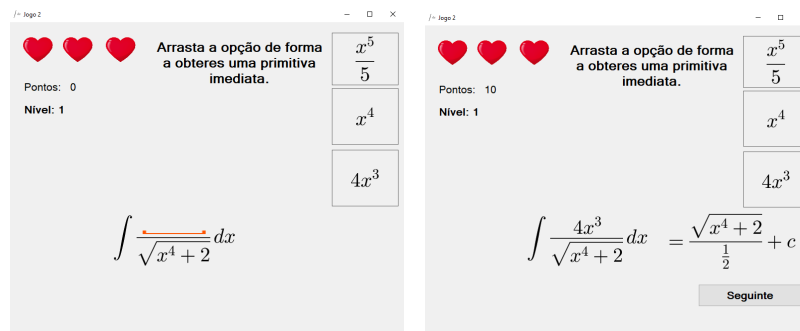 Jogo 2
Arrasta a opção de forma
a obteres uma primitiva
imediata.
Pontos: 0
Nível: 1
x^5/5
x^4
4x^3
∫ ____/√(x^4 + 2) dx
Jogo 2
Arrasta a opção de forma
a obteres uma primitiva
imediata.
Pontos: 10
Nível: 1
x^5/5
x^4
4x^3
∫ 4x^3/√(x^4 + 2) dx = √(x^4 + 2)/(1/2) + c
Seguinte